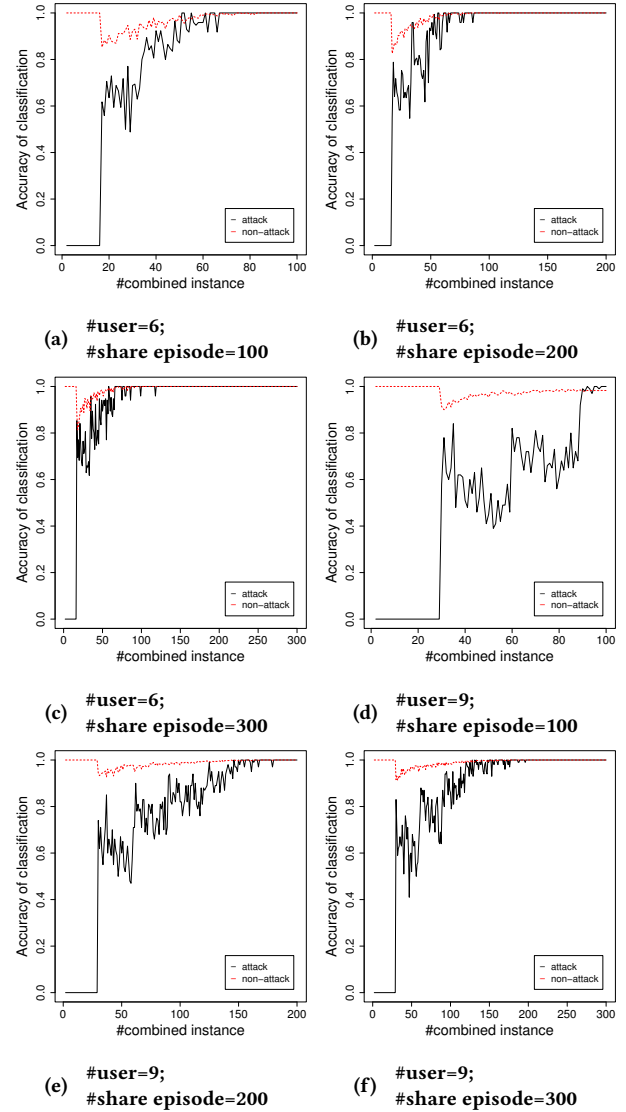 Accuracy of classification
0.0 0.2 0.4 0.6 0.8 1.0
attack
non-attack
0 20 40 60 80 100
#combined instance
(a) #user=6;
#share episode=100
Accuracy of classification
0.0 0.2 0.4 0.6 0.8 1.0
attack
non-attack
0 50 100 150 200
#combined instance
(b) #user=6;
#share episode=200
Accuracy of classification
0.0 0.2 0.4 0.6 0.8 1.0
attack
non-attack
0 50 100 150 200 250 300
#combined instance
(c) #user=6;
#share episode=300
Accuracy of classification
0.0 0.2 0.4 0.6 0.8 1.0
attack
non-attack
0 20 40 60 80 100
#combined instance
(d) #user=9;
#share episode=100
Accuracy of classification
0.0 0.2 0.4 0.6 0.8 1.0
attack
non-attack
0 50 100 150 200
#combined instance
(e) #user=9;
#share episode=200
Accuracy of classification
0.0 0.2 0.4 0.6 0.8 1.0
attack
non-attack
0 50 100 150 200 250 300
#combined instance
(f) #user=9;
#share episode=300